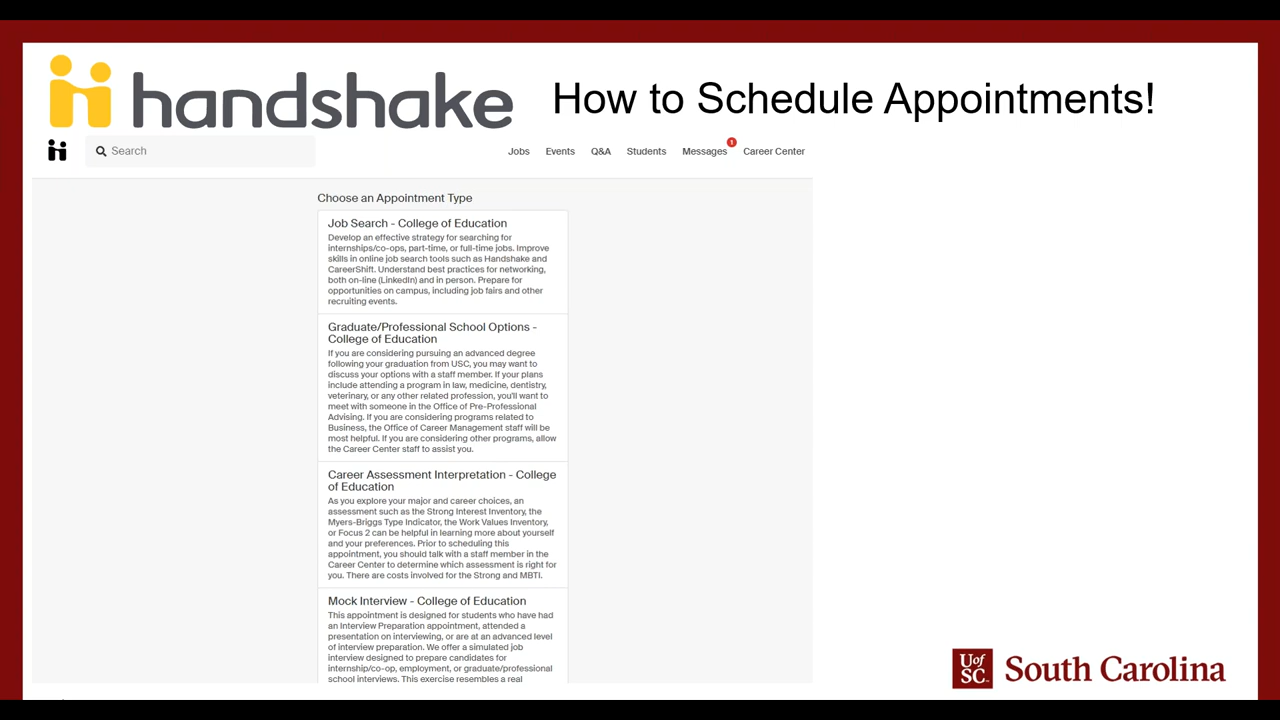 handshake
How to Schedule Appointments!
Search
Jobs
Events
Q&A
Students
Messages
1
Career Center
Choose an Appointment Type
Job Search - College of Education
Develop an effective strategy for searching for
internships/co-ops, part-time, or full-time jobs. Improve
skills in online job search tools such as Handshake and
CareerShift. Understand best practices for networking,
both on-line (LinkedIn) and in person. Prepare for
opportunities on campus, including job fairs and other
recruiting events.
Graduate/Professional School Options -
College of Education
If you are considering pursuing an advanced degree
following your graduation from USC, you may want to
discuss your options with a staff member. If your plans
include attending a program in law, medicine, dentistry,
veterinary, or any other related profession, you'll want to
meet with someone in the Office of Pre-Professional
Advising. If you are considering programs related to
Business, the Office of Career Management staff will be
most helpful. If you are considering other programs, allow
the Career Center staff to assist you.
Career Assessment Interpretation - College
of Education
As you explore your major and career choices, an
assessment such as the Strong Interest Inventory, the
Myers-Briggs Type Indicator, the Work Values Inventory,
or Focus 2 can be helpful in learning more about yourself
and your preferences. Prior to scheduling this
appointment, you should talk with a staff member in the
Career Center to determine which assessment is right for
you. There are costs involved for the Strong and MBTI.
Mock Interview - College of Education
This appointment is designed for students who have had
an Interview Preparation appointment, attended a
presentation on interviewing, or are at an advanced level
of interview preparation. We offer a simulated job
interview designed to prepare candidates for
internship/co-op, employment, or graduate/professional
school interviews. This exercise resembles a real
UofSC
South Carolina